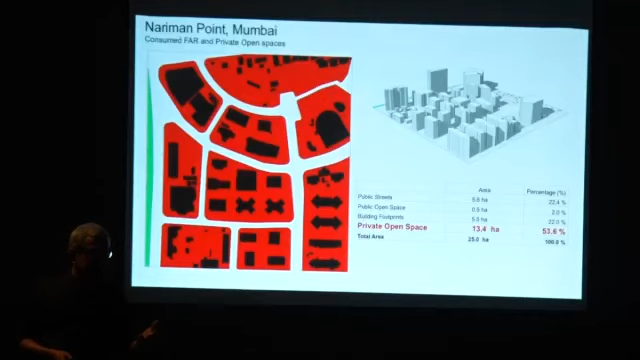 Nariman Point, Mumbai
Consumed FAR and Private Open spaces
Area Percentage (%)
Public Streets 5.6 ha 22.4 %
Public Open Space 0.5 ha 2.0 %
Building Footprints 5.5 ha 22.0 %
Private Open Space 13.4 ha 53.6 %
Total Area 25.0 ha 100.0 %